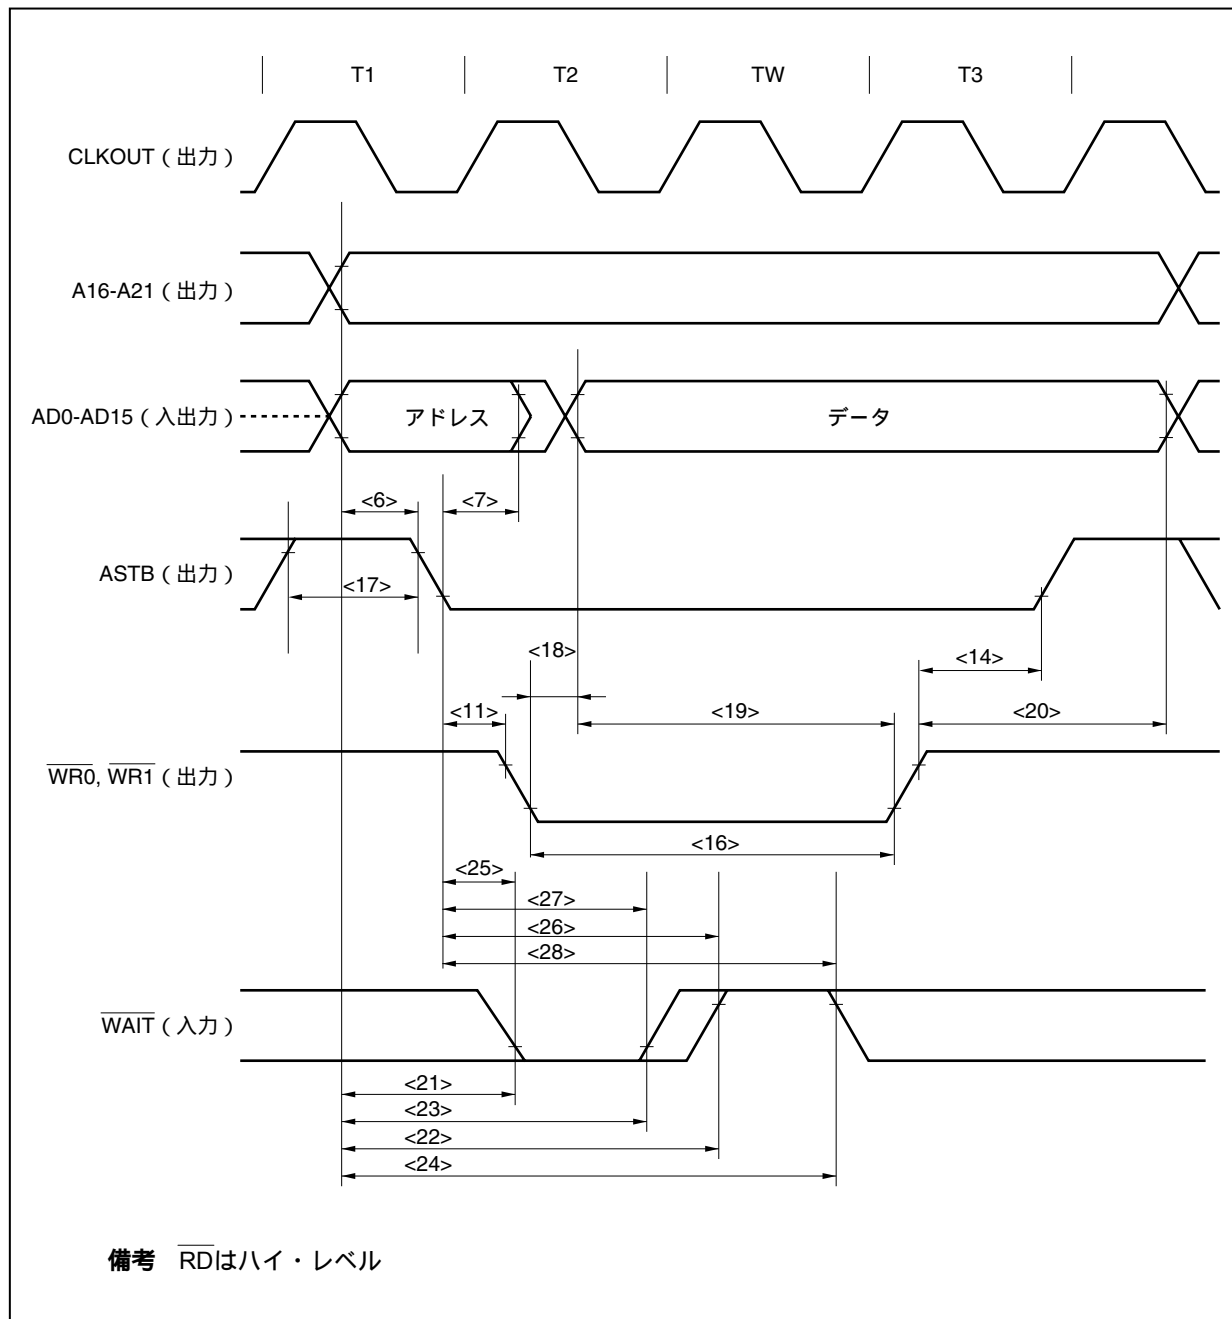 T1 T2 TW T3
CLKOUT（出力）
A16-A21（出力）
AD0-AD15（入出力）
アドレス データ
<6> <7>
ASTB（出力）
<17>
<18> <14>
<11> <19> <20>
WR0, WR1（出力）
<16>
<25>
<27>
<26>
<28>
WAIT（入力）
<21>
<23>
<22>
<24>
備考 RDはハイ・レベル